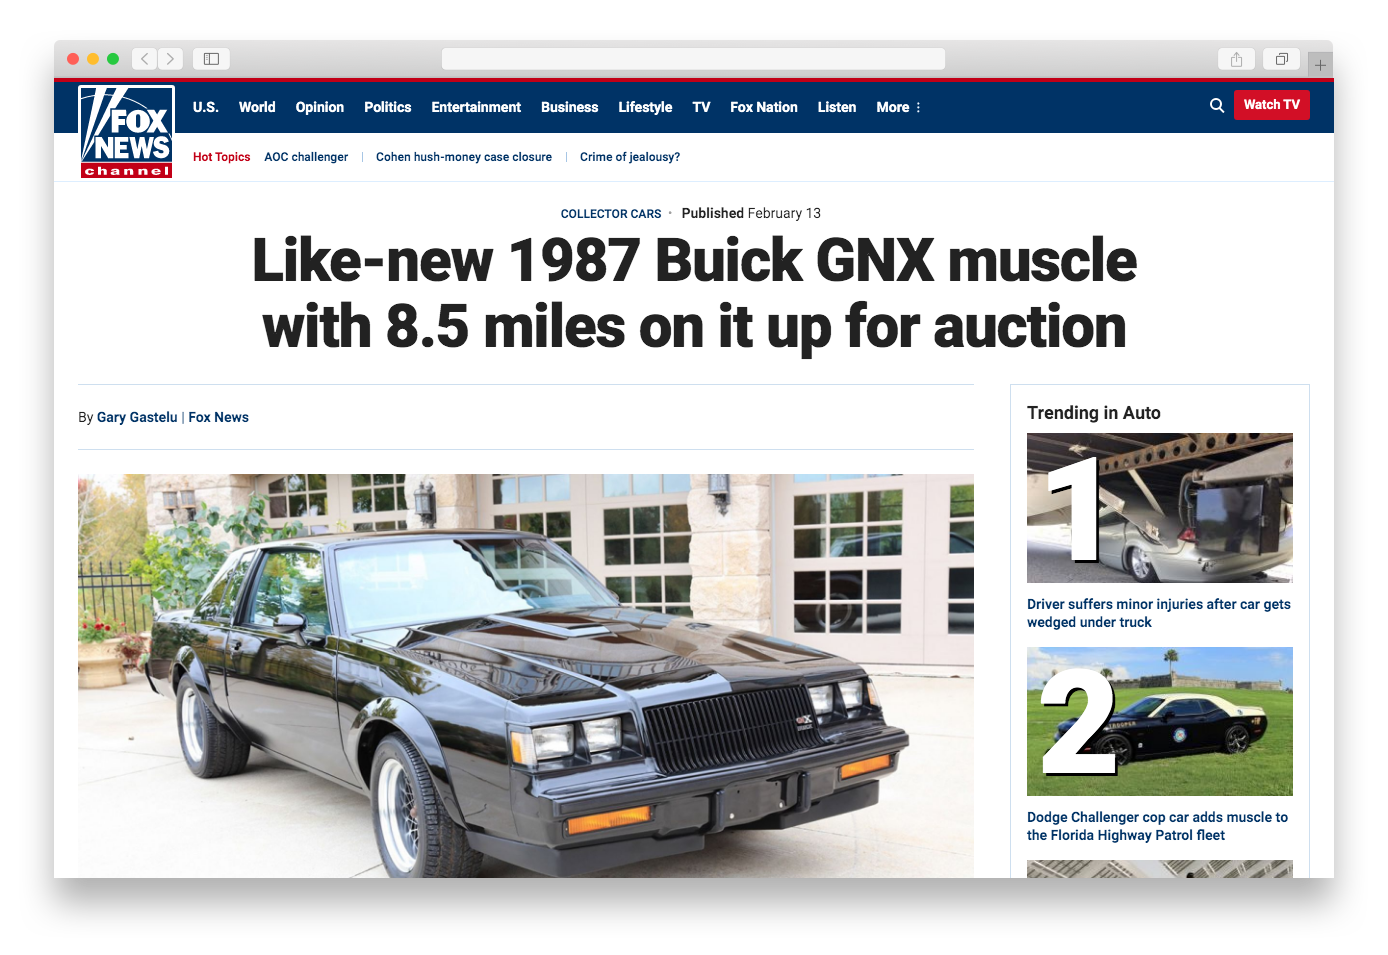 FOX
NEWS
channel
U.S. World Opinion Politics Entertainment Business Lifestyle TV Fox Nation Listen More
Watch TV
Hot Topics AOC challenger Cohen hush-money case closure Crime of jealousy?
COLLECTOR CARS Published February 13
Like-new 1987 Buick GNX muscle
with 8.5 miles on it up for auction
By Gary Gastelu | Fox News
Trending in Auto
1
Driver suffers minor injuries after car gets
wedged under truck
2
TROOPER
Dodge Challenger cop car adds muscle to
the Florida Highway Patrol fleet